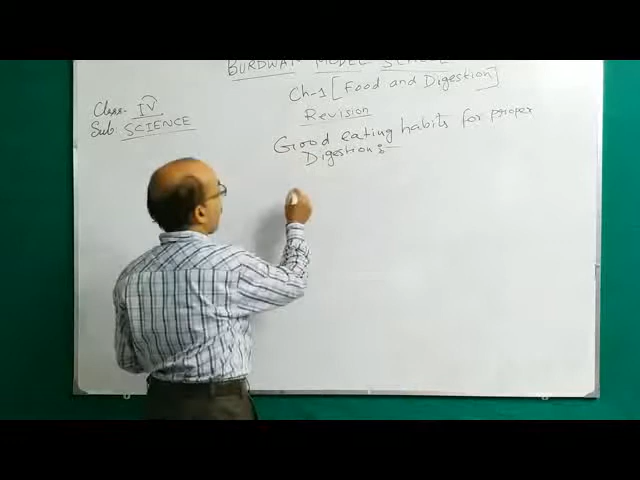 BURDWAN MODEL SCHOOL
Ch-1 [Food and Digestion]
Class- IV
Sub. SCIENCE
Revision
Good eating habits for proper
Digestion :